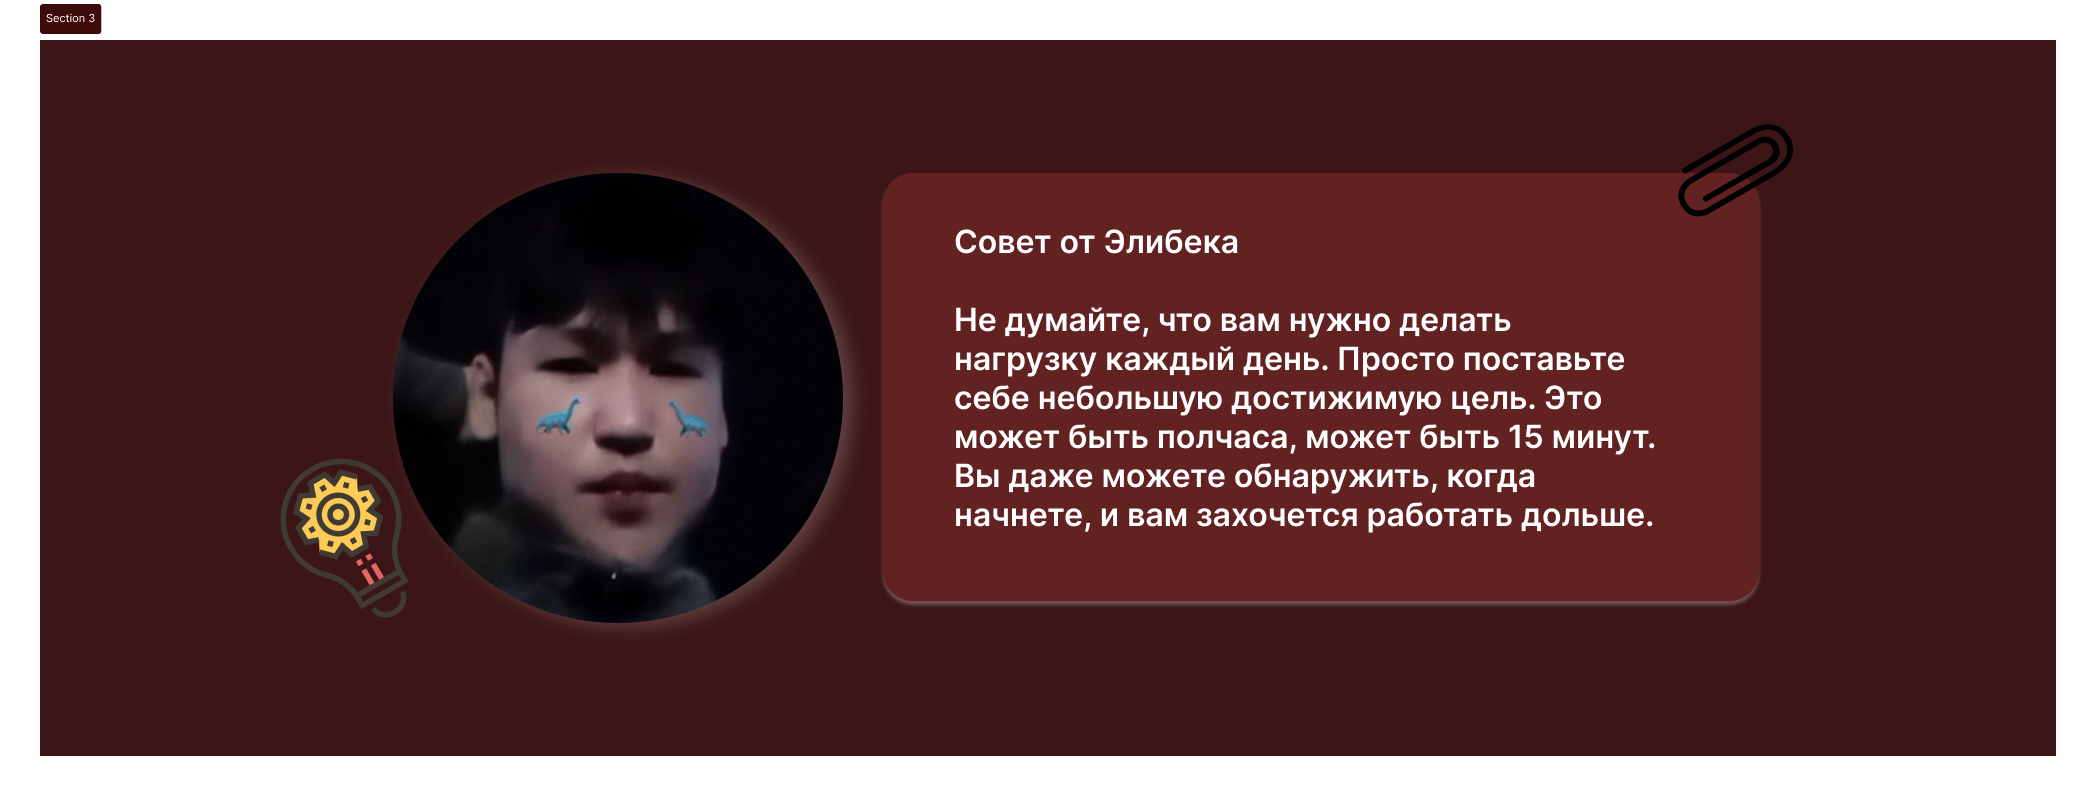 Section 3
Совет от Элибека
Не думайте, что вам нужно делать
нагрузку каждый день. Просто поставьте
себе небольшую достижимую цель. Это
может быть полчаса, может быть 15 минут.
Вы даже можете обнаружить, когда
начнете, и вам захочется работать дольше.